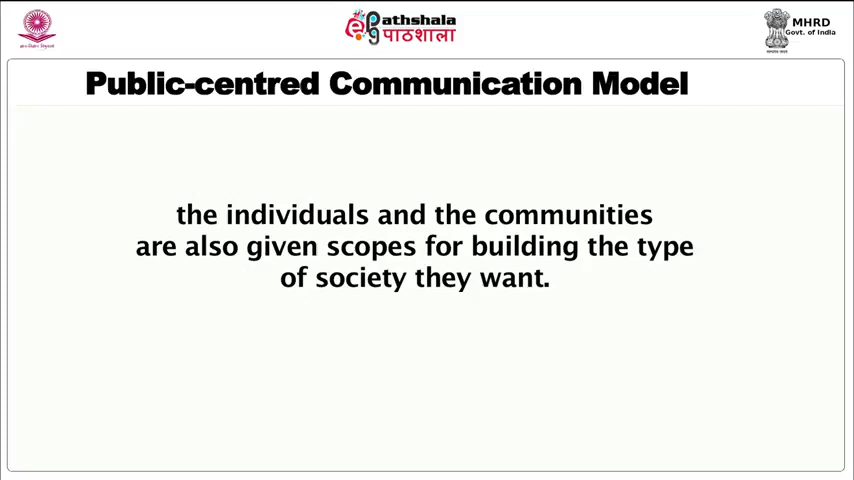 ePathshala
पाठशाला
MHRD
Govt. of India
Public-centred Communication Model
the individuals and the communities
are also given scopes for building the type
of society they want.